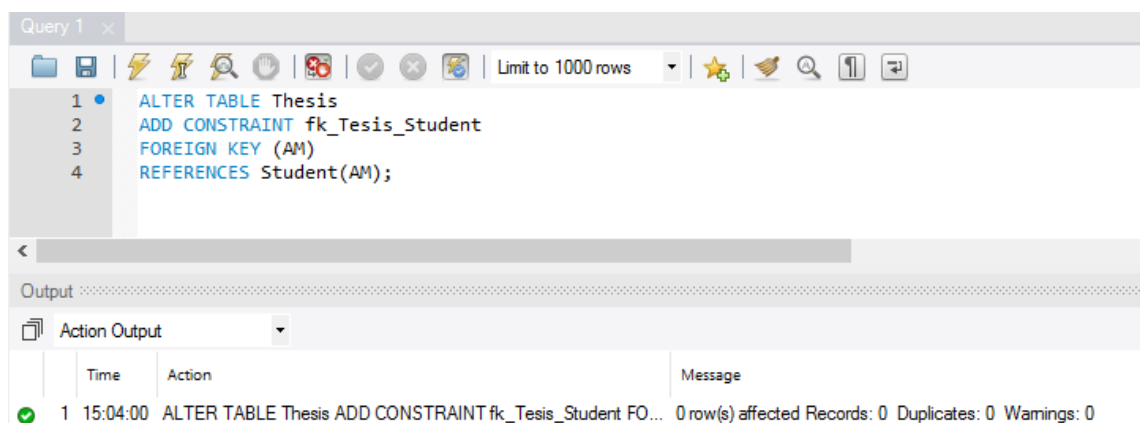 Query 1
Limit to 1000 rows
1 ALTER TABLE Thesis
2 ADD CONSTRAINT fk_Tesis_Student
3 FOREIGN KEY (AM)
4 REFERENCES Student(AM);
Output
Action Output
Time Action Message
1 15:04:00 ALTER TABLE Thesis ADD CONSTRAINT fk_Tesis_Student FO... 0 row(s) affected Records: 0 Duplicates: 0 Warnings: 0